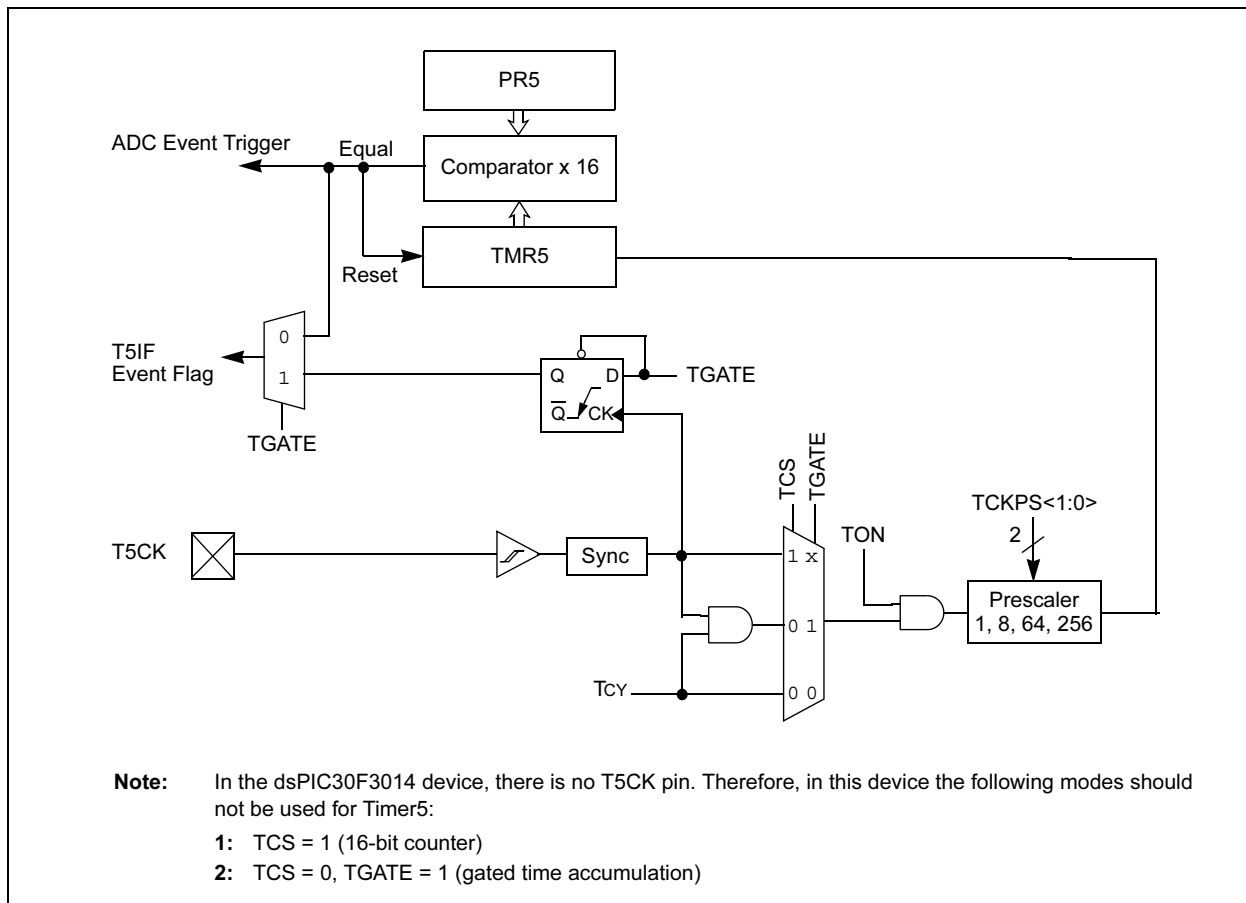 PR5
ADC Event Trigger
Equal
Comparator x 16
TMR5
Reset
0
T5IF
Event Flag
1
Q D
TGATE
Q CK
TGATE
TCS
TGATE
TCKPS<1:0>
2
TON
T5CK
Sync
1 x
Prescaler
1, 8, 64, 256
0 1
TCY
0 0
Note: In the dsPIC30F3014 device, there is no T5CK pin. Therefore, in this device the following modes should
not be used for Timer5:
1: TCS = 1 (16-bit counter)
2: TCS = 0, TGATE = 1 (gated time accumulation)